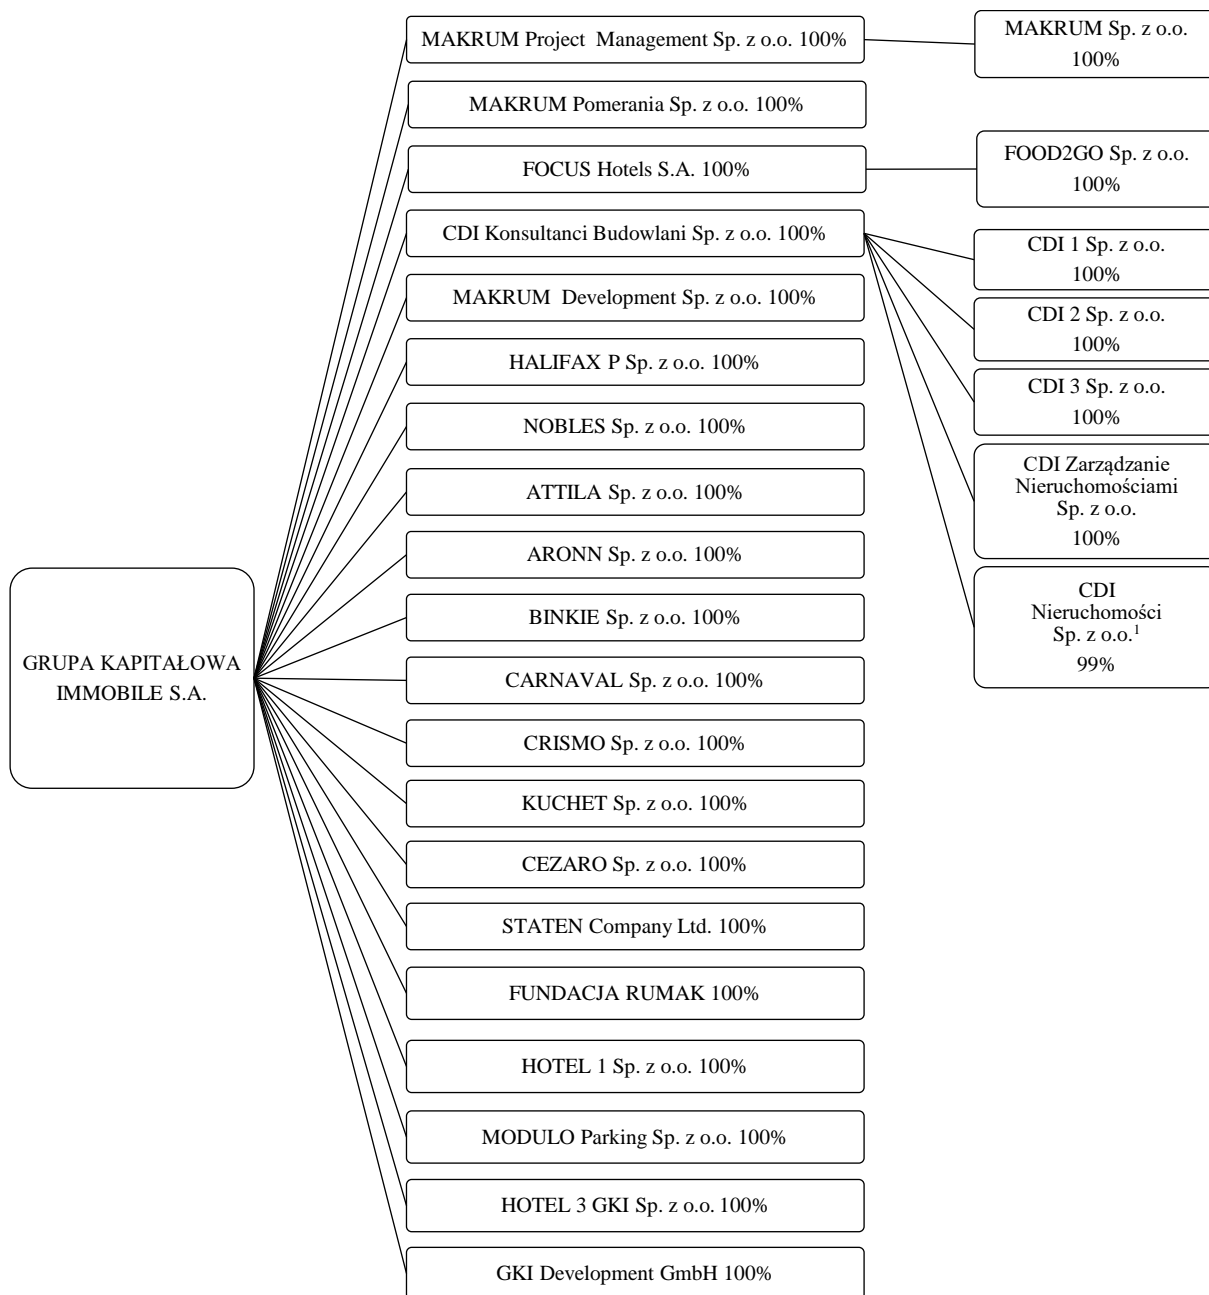 GRUPA KAPITAŁOWA
IMMOBILE S.A.
MAKRUM Project Management Sp. z o.o. 100%
MAKRUM Pomerania Sp. z o.o. 100%
FOCUS Hotels S.A. 100%
CDI Konsultanci Budowlani Sp. z o.o. 100%
MAKRUM Development Sp. z o.o. 100%
HALIFAX P Sp. z o.o. 100%
NOBLES Sp. z o.o. 100%
ATTILA Sp. z o.o. 100%
ARONN Sp. z o.o. 100%
BINKIE Sp. z o.o. 100%
CARNAVAL Sp. z o.o. 100%
CRISMO Sp. z o.o. 100%
KUCHET Sp. z o.o. 100%
CEZARO Sp. z o.o. 100%
STATEN Company Ltd. 100%
FUNDACJA RUMAK 100%
HOTEL 1 Sp. z o.o. 100%
MODULO Parking Sp. z o.o. 100%
HOTEL 3 GKI Sp. z o.o. 100%
GKI Development GmbH 100%
MAKRUM Sp. z o.o.
100%
FOOD2GO Sp. z o.o.
100%
CDI 1 Sp. z o.o.
100%
CDI 2 Sp. z o.o.
100%
CDI 3 Sp. z o.o.
100%
CDI Zarządzanie
Nieruchomościami
Sp. z o.o.
100%
CDI
Nieruchomości
Sp. z o.o.¹
99%